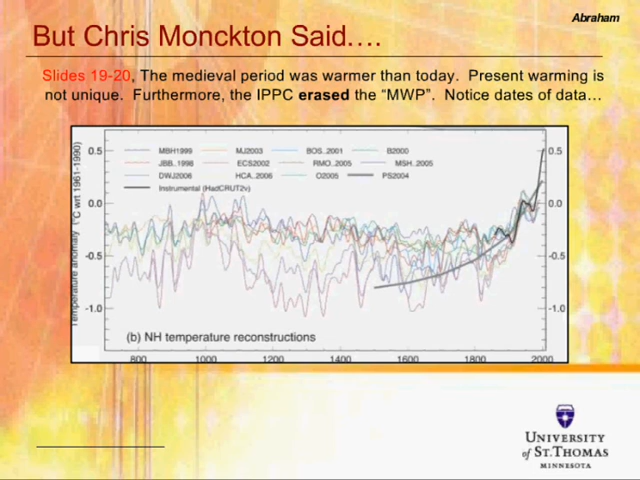 Abraham
But Chris Monckton Said….
Slides 19-20, The medieval period was warmer than today. Present warming is
not unique. Furthermore, the IPPC erased the “MWP”. Notice dates of data…
MBH1999 MJ2003 BOS..2001 B2000
JBB..1998 ECS2002 RMO..2005 MSH..2005
DWJ2006 HCA..2006 O2005 PS2004
Instrumental (HadCRUT2v)
Temperature anomaly (°C wrt 1961-1990)
0.5 0.5
0.0 0.0
-0.5 -0.5
-1.0 -1.0
(b) NH temperature reconstructions
800 1000 1200 1400 1600 1800 2000
UNIVERSITY
of ST.THOMAS
MINNESOTA